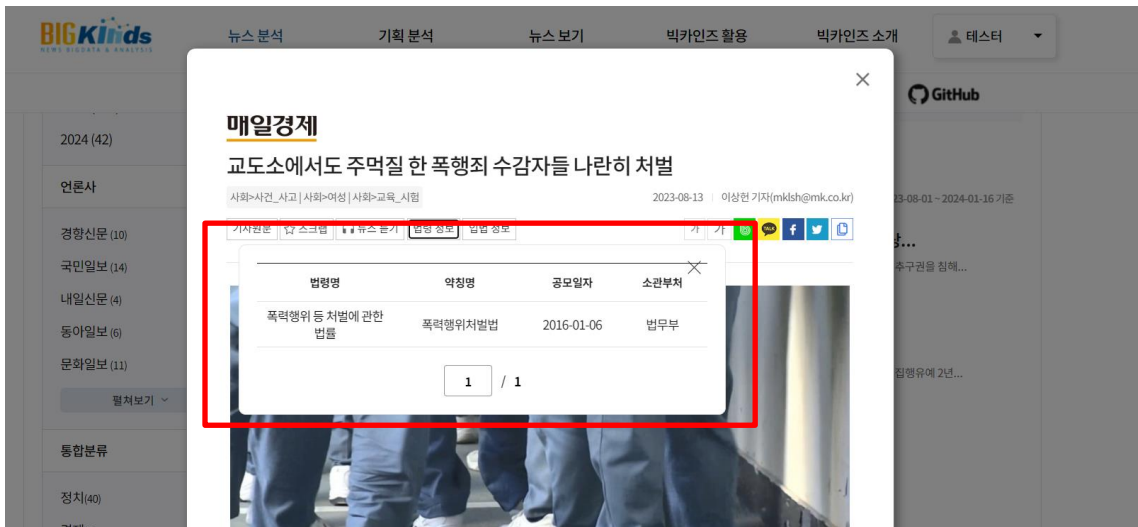 BIGKinds
NEWS BIGDATA & ANALYSIS
뉴스 분석 기획 분석 뉴스 보기 빅카인즈 활용 빅카인즈 소개 테스터
GitHub
2024 (42)
언론사
경향신문 (10)
국민일보 (14)
내일신문 (4)
동아일보 (6)
문화일보 (11)
펼쳐보기
통합분류
정치(40)
매일경제
교도소에서도 주먹질 한 폭행죄 수감자들 나란히 처벌
사회>사건_사고 | 사회>여성 | 사회>교육_시험
2023-08-13 이상헌 기자(mklsh@mk.co.kr)
기사원문 스크랩 뉴스 듣기 법령 정보 입법 정보
가 가 TALK f
법령명 약칭명 공모일자 소관부처
폭력행위 등 처벌에 관한 법률 폭력행위처벌법 2016-01-06 법무부
1 / 1
23-08-01 ~ 2024-01-16 기준
추구권을 침해...
집행유예 2년...